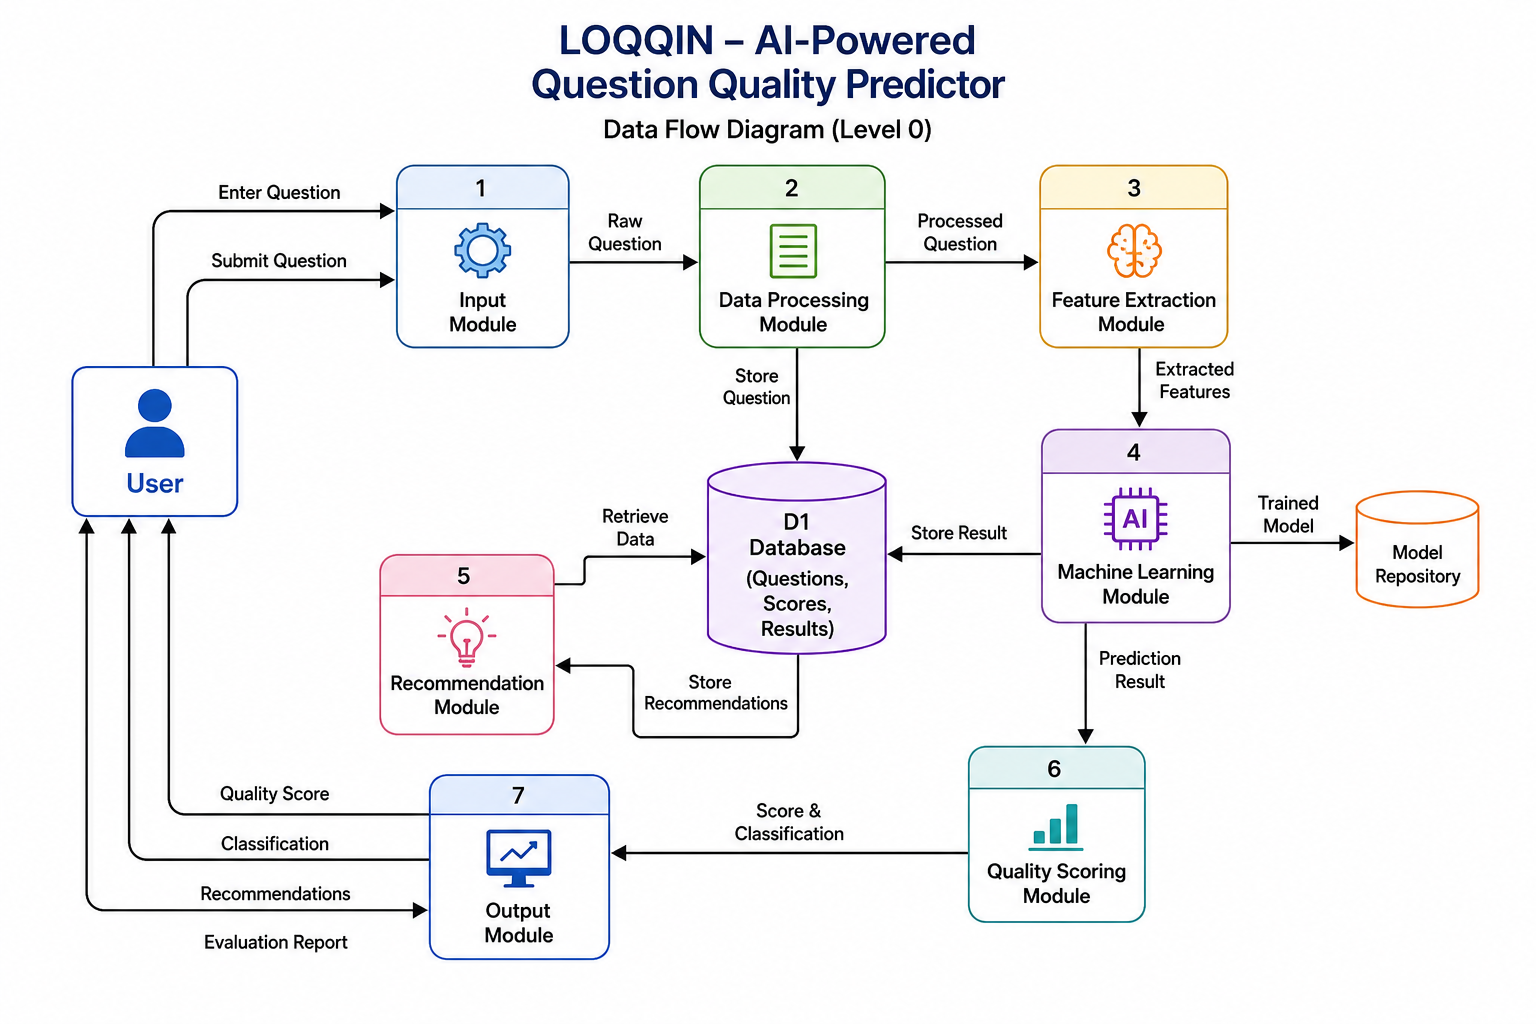 LOQQIN – AI-Powered
Question Quality Predictor
Data Flow Diagram (Level 0)
Enter Question
Submit Question
1
Input
Module
Raw
Question
2
Data Processing
Module
Processed
Question
3
Feature Extraction
Module
Store
Question
Extracted
Features
User
4
AI
Machine Learning
Module
Trained
Model
Model
Repository
Retrieve
Data
D1
Database
(Questions,
Scores,
Results)
Store Result
5
Recommendation
Module
Store
Recommendations
Prediction
Result
6
Quality Scoring
Module
Score &
Classification
7
Output
Module
Quality Score
Classification
Recommendations
Evaluation Report